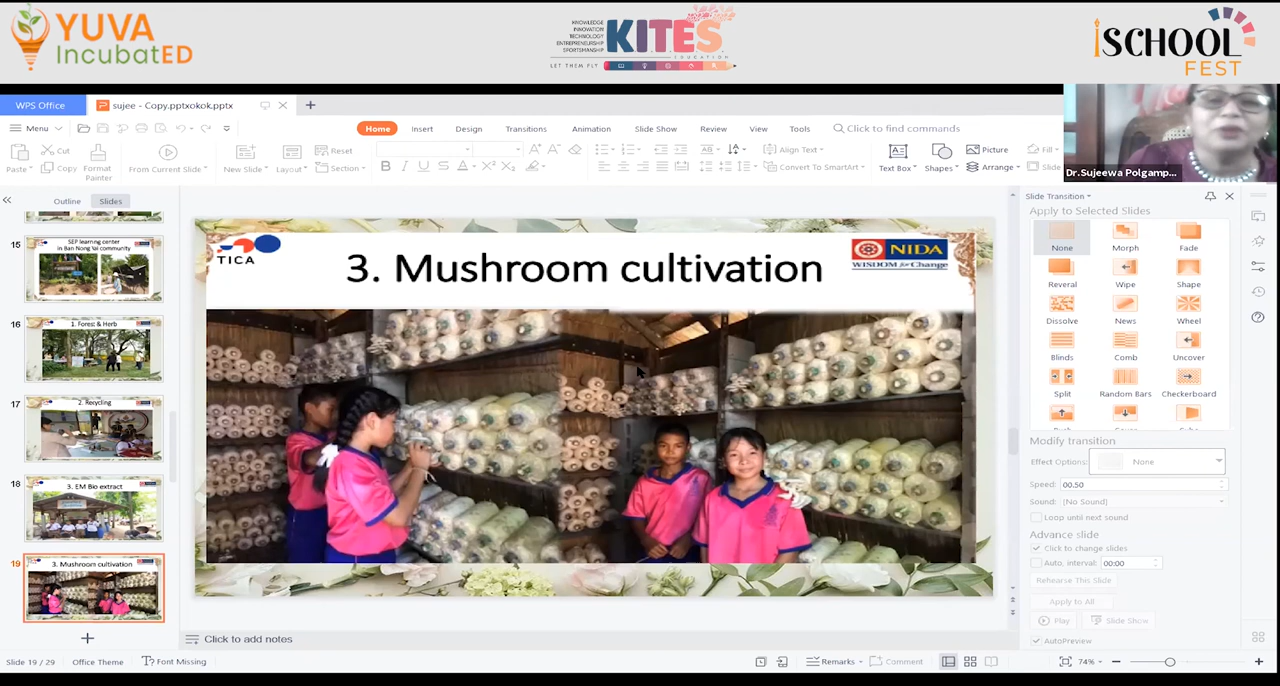 YUVA
IncubatED
KNOWLEDGE
INNOVATION
TECHNOLOGY
ENTREPRENEURSHIP
SPORTSMANSHIP
KITES
EDUCATION
LET THEM FLY
iSCHOOL
FEST
WPS Office
sujee - Copy.pptxokok.pptx
Menu
Home
Insert
Design
Transitions
Animation
Slide Show
Review
View
Tools
Click to find commands
Paste
Cut
Copy
Format
Painter
From Current Slide
New Slide
Layout
Reset
Section
Align Text
Convert To SmartArt
Text Box
Shapes
Picture
Arrange
Fill
Slide
Dr.Sujeewa Polgamp...
Outline
Slides
15
SEP learning center
in Ban Nong Yai community
16
1. Forest & Herb
17
2. Recycling
18
3. EM Bio extract
19
3. Mushroom cultivation
TICA
3. Mushroom cultivation
NIDA
WISDOM for Change
Slide Transition
Apply to Selected Slides
None
Morph
Fade
Reveral
Wipe
Shape
Dissolve
News
Wheel
Blinds
Comb
Uncover
Split
Random Bars
Checkerboard
Modify transition
Effect Options:
None
Speed: 00.50
Sound: [No Sound]
Loop until next sound
Advance slide
Click to change slides
Auto, interval: 00:00
Rehearse This Slide
Apply to All
Play
Slide Show
AutoPreview
Click to add notes
Slide 19 / 29
Office Theme
Font Missing
Remarks
Comment
74%